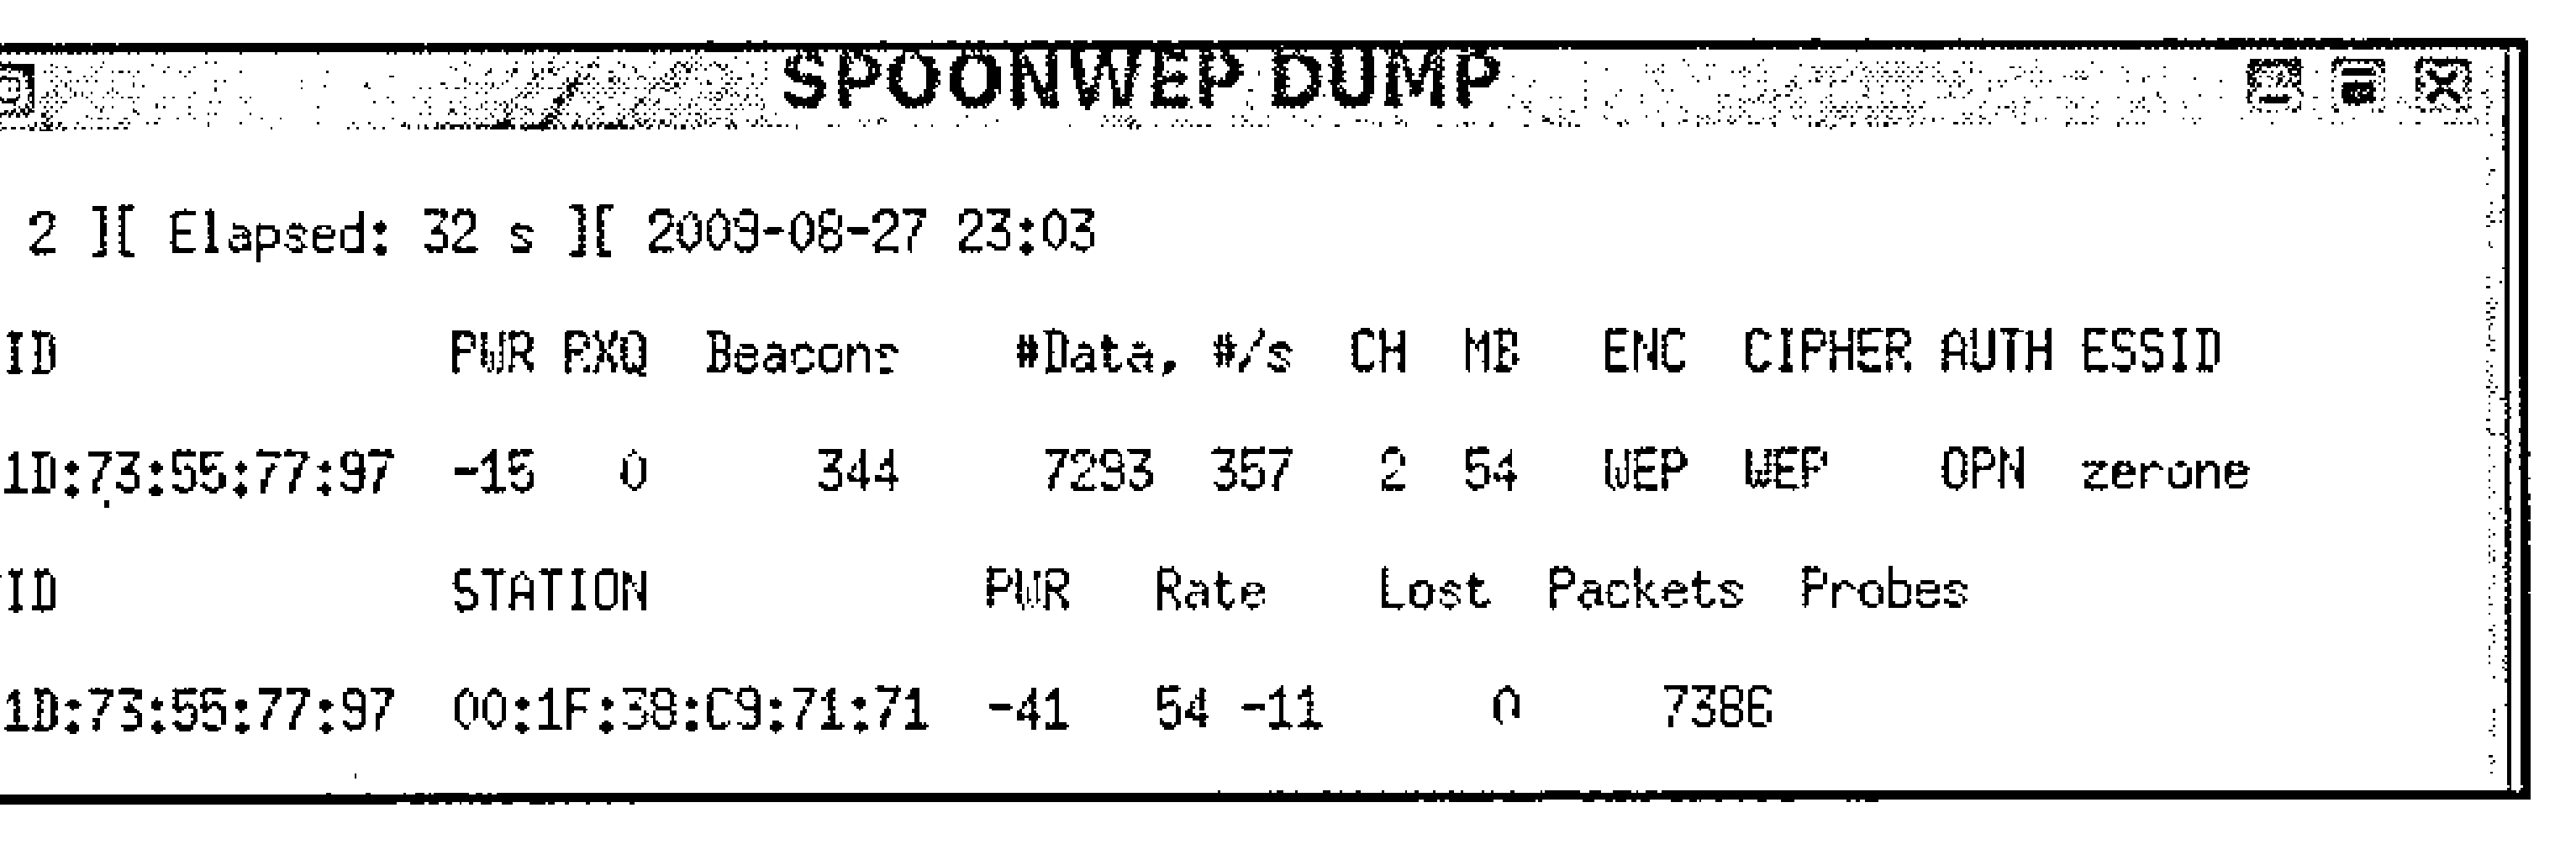 SPOONWEP DUMP
2 ][ Elapsed: 32 s ][ 2009-08-27 23:03
ID PWR RXQ Beacons #Data, #/s CH MB ENC CIPHER AUTH ESSID
1D:73:55:77:97 -15 0 344 7293 357 2 54 WEP WEP OPN zerone
ID STATION PWR Rate Lost Packets Probes
1D:73:55:77:97 00:1F:38:C9:71:71 -41 54 -11 0 7386